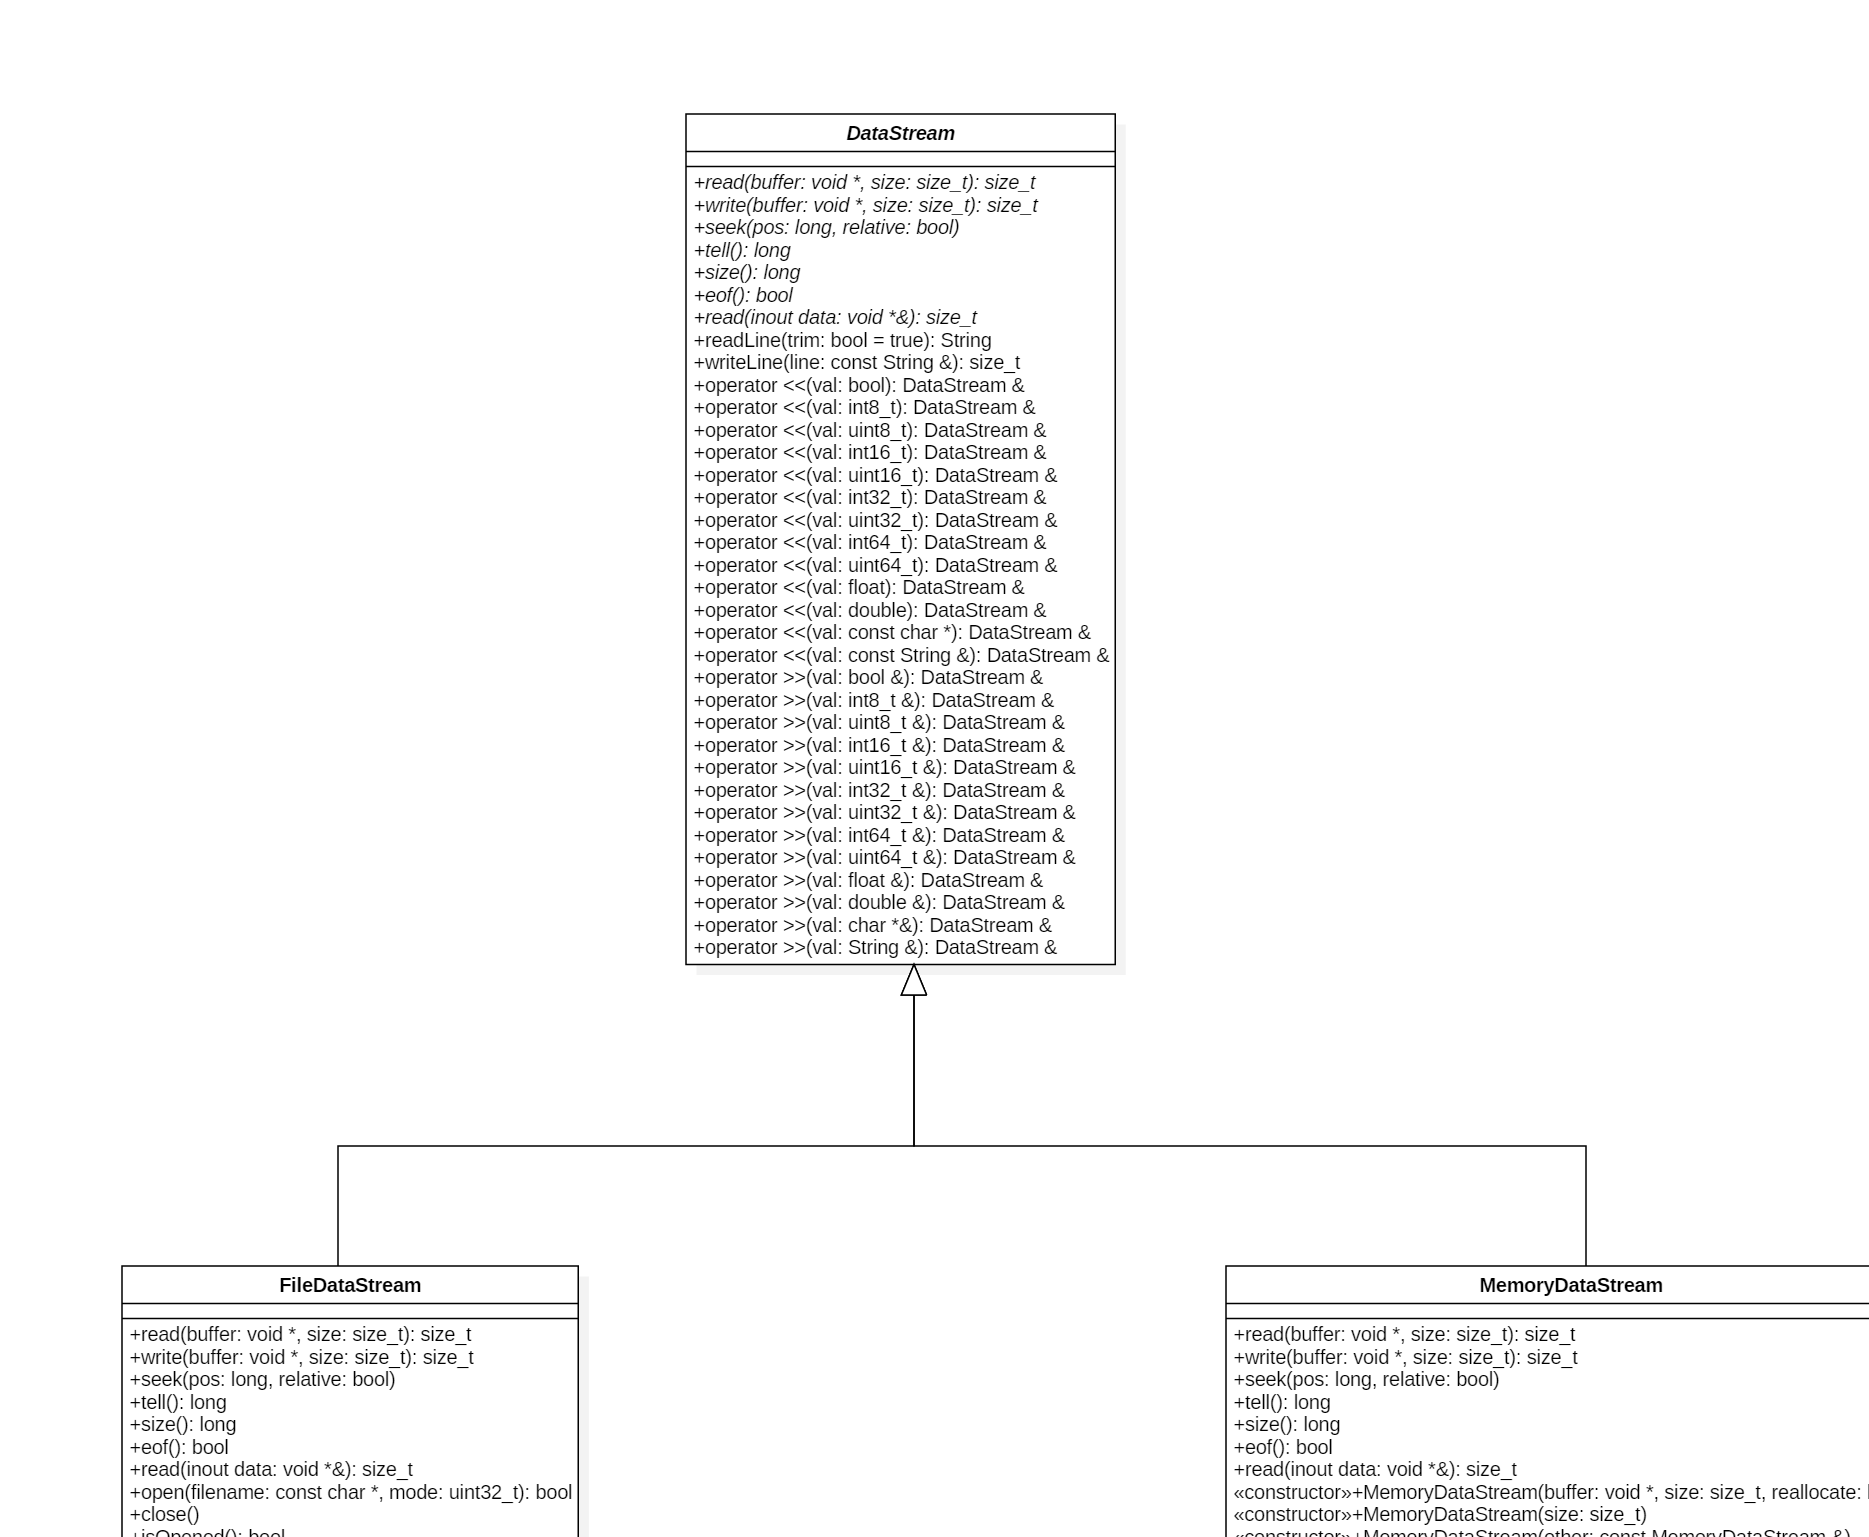 DataStream
+read(buffer: void *, size: size_t): size_t
+write(buffer: void *, size: size_t): size_t
+seek(pos: long, relative: bool)
+tell(): long
+size(): long
+eof(): bool
+read(inout data: void *&): size_t
+readLine(trim: bool = true): String
+writeLine(line: const String &): size_t
+operator <<(val: bool): DataStream &
+operator <<(val: int8_t): DataStream &
+operator <<(val: uint8_t): DataStream &
+operator <<(val: int16_t): DataStream &
+operator <<(val: uint16_t): DataStream &
+operator <<(val: int32_t): DataStream &
+operator <<(val: uint32_t): DataStream &
+operator <<(val: int64_t): DataStream &
+operator <<(val: uint64_t): DataStream &
+operator <<(val: float): DataStream &
+operator <<(val: double): DataStream &
+operator <<(val: const char *): DataStream &
+operator <<(val: const String &): DataStream &
+operator >>(val: bool &): DataStream &
+operator >>(val: int8_t &): DataStream &
+operator >>(val: uint8_t &): DataStream &
+operator >>(val: int16_t &): DataStream &
+operator >>(val: uint16_t &): DataStream &
+operator >>(val: int32_t &): DataStream &
+operator >>(val: uint32_t &): DataStream &
+operator >>(val: int64_t &): DataStream &
+operator >>(val: uint64_t &): DataStream &
+operator >>(val: float &): DataStream &
+operator >>(val: double &): DataStream &
+operator >>(val: char *&): DataStream &
+operator >>(val: String &): DataStream &
FileDataStream
+read(buffer: void *, size: size_t): size_t
+write(buffer: void *, size: size_t): size_t
+seek(pos: long, relative: bool)
+tell(): long
+size(): long
+eof(): bool
+read(inout data: void *&): size_t
+open(filename: const char *, mode: uint32_t): bool
+close()
+isOpened(): bool
MemoryDataStream
+read(buffer: void *, size: size_t): size_t
+write(buffer: void *, size: size_t): size_t
+seek(pos: long, relative: bool)
+tell(): long
+size(): long
+eof(): bool
+read(inout data: void *&): size_t
«constructor»+MemoryDataStream(buffer: void *, size: size_t, reallocate:
«constructor»+MemoryDataStream(size: size_t)
«constructor»+MemoryDataStream(other: const MemoryDataStream &)